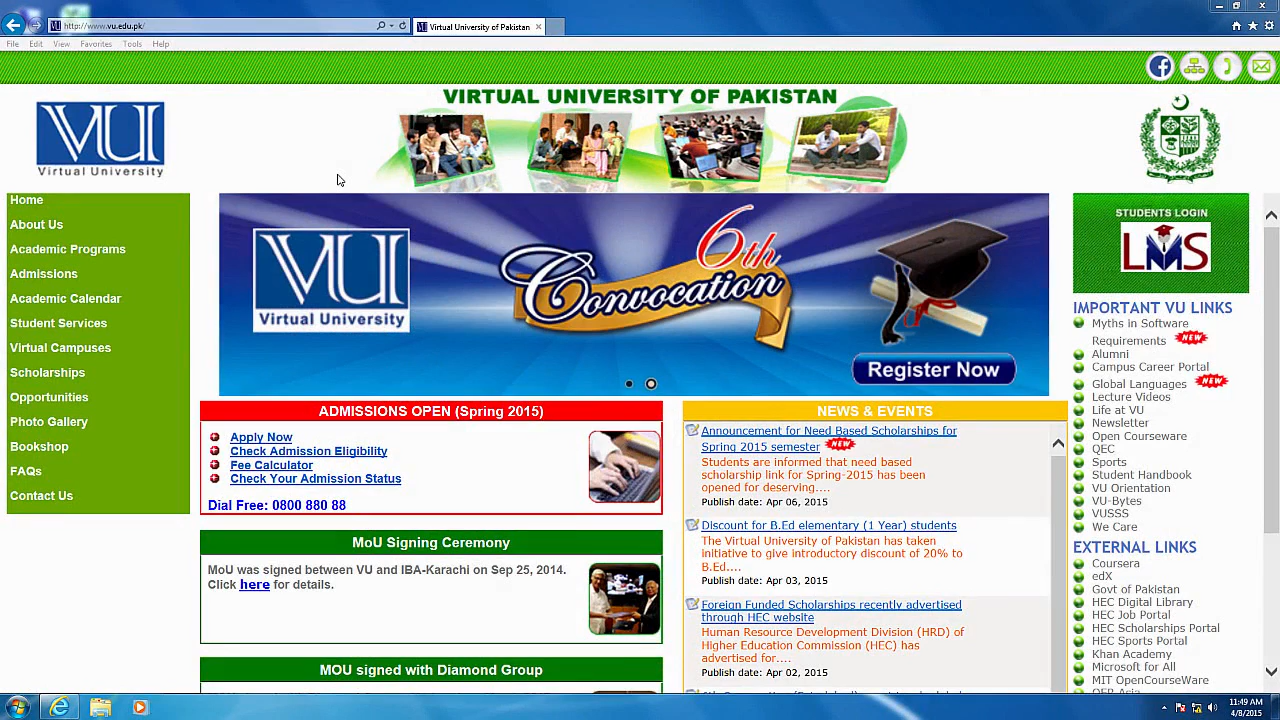 http://www.vu.edu.pk/
Virtual University of Pakistan
File Edit View Favorites Tools Help
VIRTUAL UNIVERSITY OF PAKISTAN
VU
Virtual University
Home
About Us
Academic Programs
Admissions
Academic Calendar
Student Services
Virtual Campuses
Scholarships
Opportunities
Photo Gallery
Bookshop
FAQs
Contact Us
VU
Virtual University
6th
Convocation
Register Now
STUDENTS LOGIN
LMS
IMPORTANT VU LINKS
Myths in Software
Requirements NEW
Alumni
Campus Career Portal
Global Languages NEW
Lecture Videos
Life at VU
Newsletter
Open Courseware
QEC
Sports
Student Handbook
VU Orientation
VU-Bytes
VUSSS
We Care
EXTERNAL LINKS
Coursera
edX
Govt of Pakistan
HEC Digital Library
HEC Job Portal
HEC Scholarships Portal
HEC Sports Portal
Khan Academy
Microsoft for All
MIT OpenCourseWare
ADMISSIONS OPEN (Spring 2015)
Apply Now
Check Admission Eligibility
Fee Calculator
Check Your Admission Status
Dial Free: 0800 880 88
MoU Signing Ceremony
MoU was signed between VU and IBA-Karachi on Sep 25, 2014.
Click here for details.
MOU signed with Diamond Group
NEWS & EVENTS
Announcement for Need Based Scholarships for
Spring 2015 semester NEW
Students are informed that need based
scholarship link for Spring-2015 has been
opened for deserving....
Publish date: Apr 06, 2015
Discount for B.Ed elementary (1 Year) students
The Virtual University of Pakistan has taken
initiative to give introductory discount of 20% to
B.Ed....
Publish date: Apr 03, 2015
Foreign Funded Scholarships recently advertised
through HEC website
Human Resource Development Division (HRD) of
Higher Education Commission (HEC) has
advertised for....
Publish date: Apr 02, 2015
11:49 AM
4/8/2015